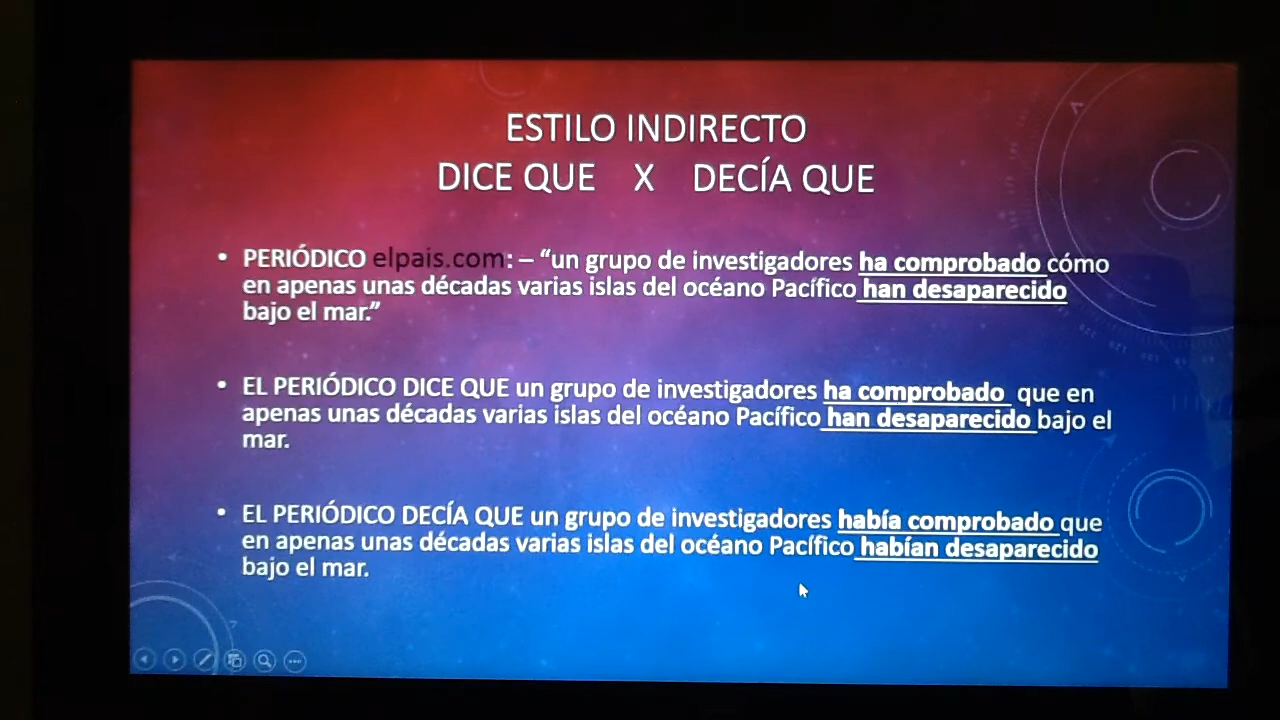 ESTILO INDIRECTO
DICE QUE X DECÍA QUE
• PERIÓDICO elpais.com: – “un grupo de investigadores ha comprobado cómo
en apenas unas décadas varias islas del océano Pacífico han desaparecido
bajo el mar.”
• EL PERIÓDICO DICE QUE un grupo de investigadores ha comprobado que en
apenas unas décadas varias islas del océano Pacífico han desaparecido bajo el
mar.
• EL PERIÓDICO DECÍA QUE un grupo de investigadores había comprobado que
en apenas unas décadas varias islas del océano Pacífico habían desaparecido
bajo el mar.